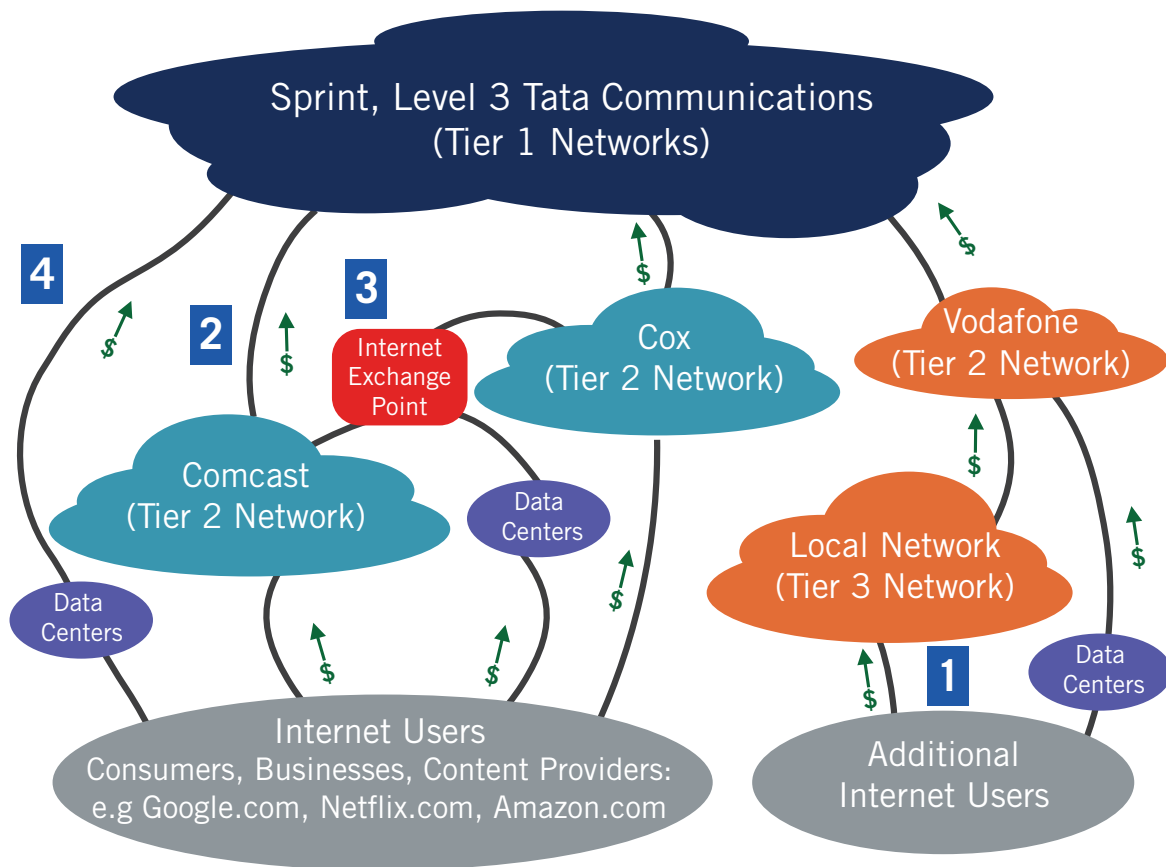 Sprint, Level 3 Tata Communications
(Tier 1 Networks)
$
$
4
3
2
$
$
Internet
Exchange
Point
Cox
(Tier 2 Network)
Vodafone
(Tier 2 Network)
Comcast
(Tier 2 Network)
$
Data
Centers
Local Network
(Tier 3 Network)
$
$
Data
Centers
$
$
$
1
Data
Centers
Internet Users
Consumers, Businesses, Content Providers:
e.g Google.com, Netflix.com, Amazon.com
Additional
Internet Users